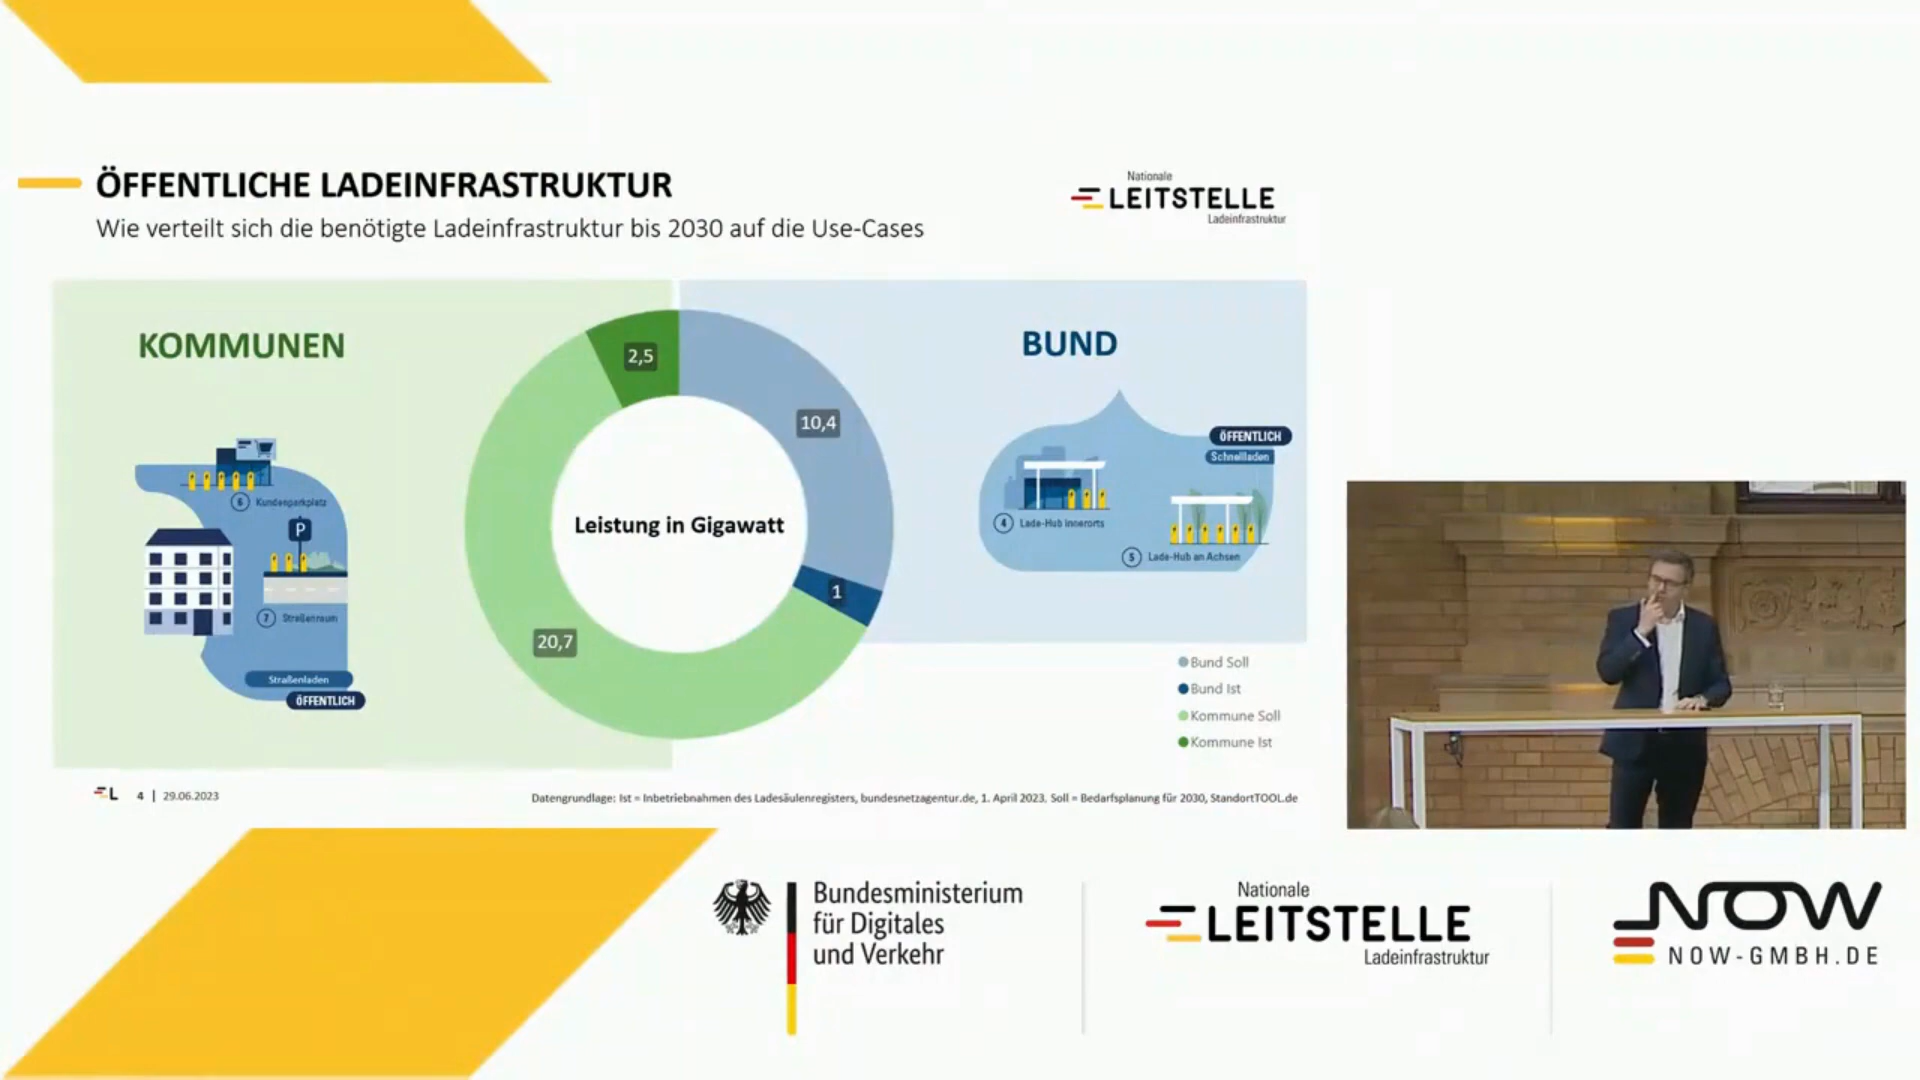 ÖFFENTLICHE LADEINFRASTRUKTUR
Wie verteilt sich die benötigte Ladeinfrastruktur bis 2030 auf die Use-Cases
Nationale
LEITSTELLE
Ladeinfrastruktur
KOMMUNEN
6 Kundenparkplatz
P
7 Straßenraum
Straßenladen
ÖFFENTLICH
2,5
10,4
1
20,7
Leistung in Gigawatt
BUND
ÖFFENTLICH
Schnellladen
4 Lade-Hub innerorts
5 Lade-Hub an Achsen
Bund Soll
Bund Ist
Kommune Soll
Kommune Ist
L 4 | 29.06.2023
Datengrundlage: Ist = Inbetriebnahmen des Ladesäulenregisters, bundesnetzagentur.de, 1. April 2023. Soll = Bedarfsplanung für 2030, StandortTOOL.de
Bundesministerium
für Digitales
und Verkehr
Nationale
LEITSTELLE
Ladeinfrastruktur
NOW
NOW-GMBH.DE